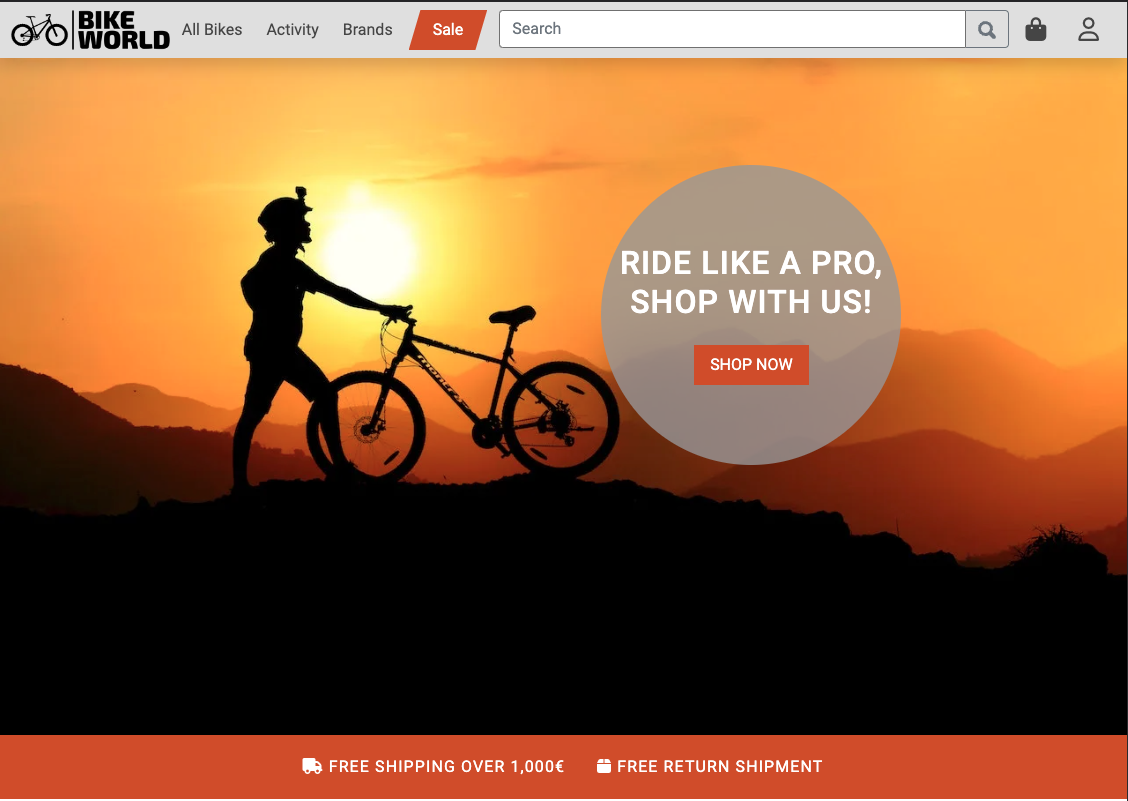 BIKE
WORLD
All Bikes
Activity
Brands
Sale
Search
RIDE LIKE A PRO,
SHOP WITH US!
SHOP NOW
FREE SHIPPING OVER 1,000€
FREE RETURN SHIPMENT